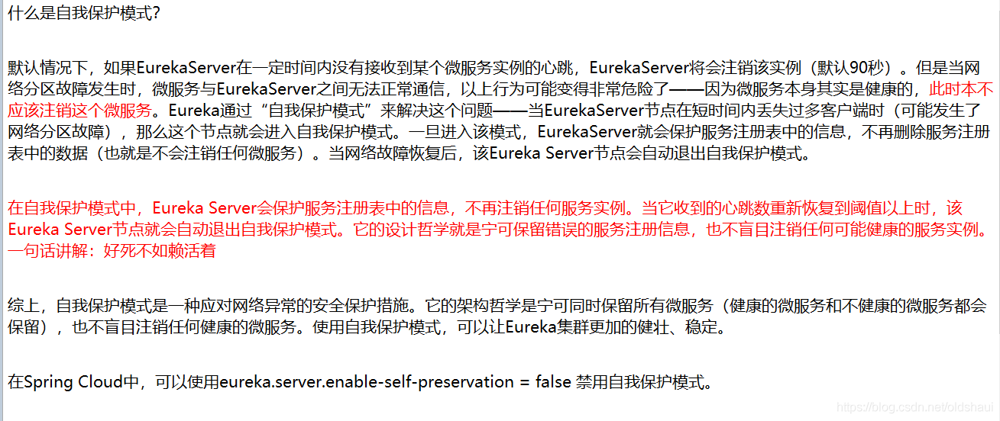 什么是自我保护模式?
默认情况下，如果EurekaServer在一定时间内没有接收到某个微服务实例的心跳，EurekaServer将会注销该实例（默认90秒）。但是当网
络分区故障发生时，微服务与EurekaServer之间无法正常通信，以上行为可能变得非常危险了——因为微服务本身其实是健康的，此时本不
应该注销这个微服务。Eureka通过“自我保护模式”来解决这个问题——当EurekaServer节点在短时间内丢失过多客户端时（可能发生了
网络分区故障），那么这个节点就会进入自我保护模式。一旦进入该模式，EurekaServer就会保护服务注册表中的信息，不再删除服务注册
表中的数据（也就是不会注销任何微服务）。当网络故障恢复后，该Eureka Server节点会自动退出自我保护模式。
在自我保护模式中，Eureka Server会保护服务注册表中的信息，不再注销任何服务实例。当它收到的心跳数重新恢复到阈值以上时，该
Eureka Server节点就会自动退出自我保护模式。它的设计哲学就是宁可保留错误的服务注册信息，也不盲目注销任何可能健康的服务实例。
一句话讲解：好死不如赖活着
综上，自我保护模式是一种应对网络异常的安全保护措施。它的架构哲学是宁可同时保留所有微服务（健康的微服务和不健康的微服务都会
保留），也不盲目注销任何健康的微服务。使用自我保护模式，可以让Eureka集群更加的健壮、稳定。
在Spring Cloud中，可以使用eureka.server.enable-self-preservation = false 禁用自我保护模式。
https://blog.csdn.net/oldshaui